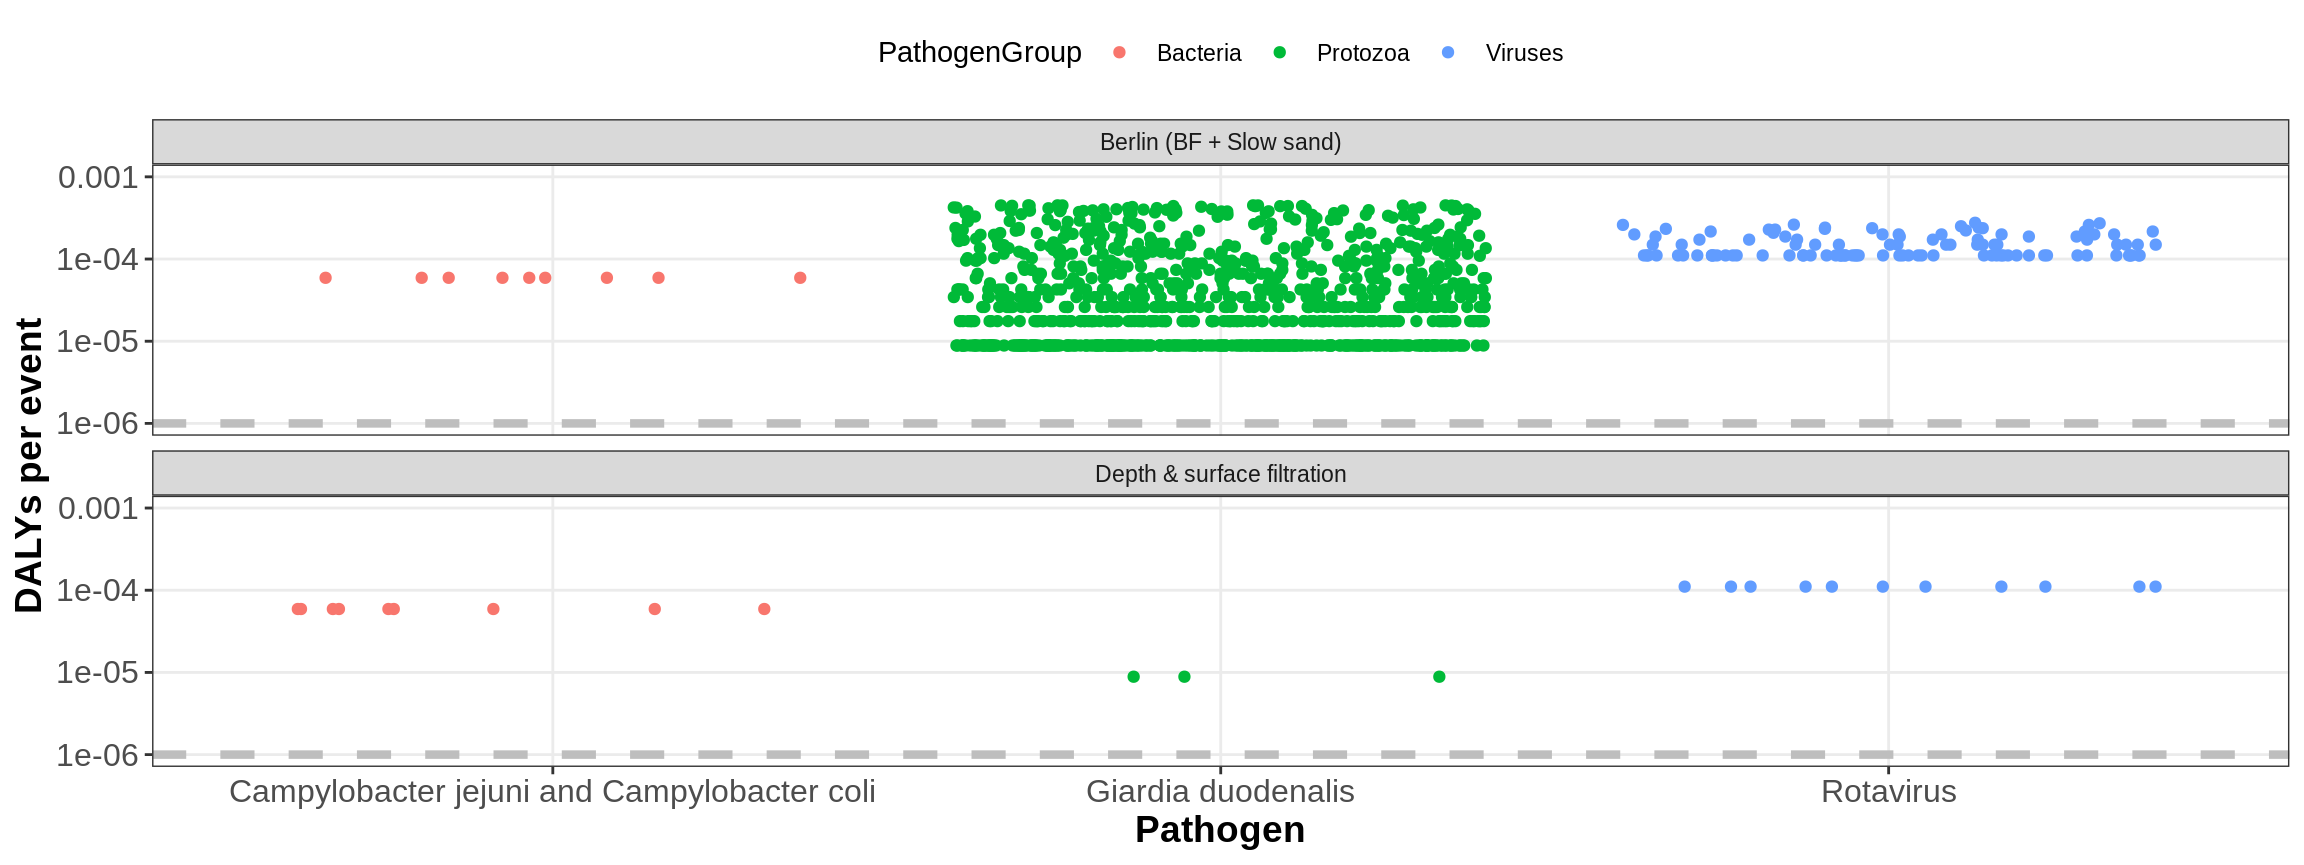 PathogenGroup Bacteria Protozoa Viruses
Berlin (BF + Slow sand)
0.001
1e-04
1e-05
1e-06
DALYs per event
Depth & surface filtration
0.001
1e-04
1e-05
1e-06
Campylobacter jejuni and Campylobacter coli Giardia duodenalis Rotavirus
Pathogen